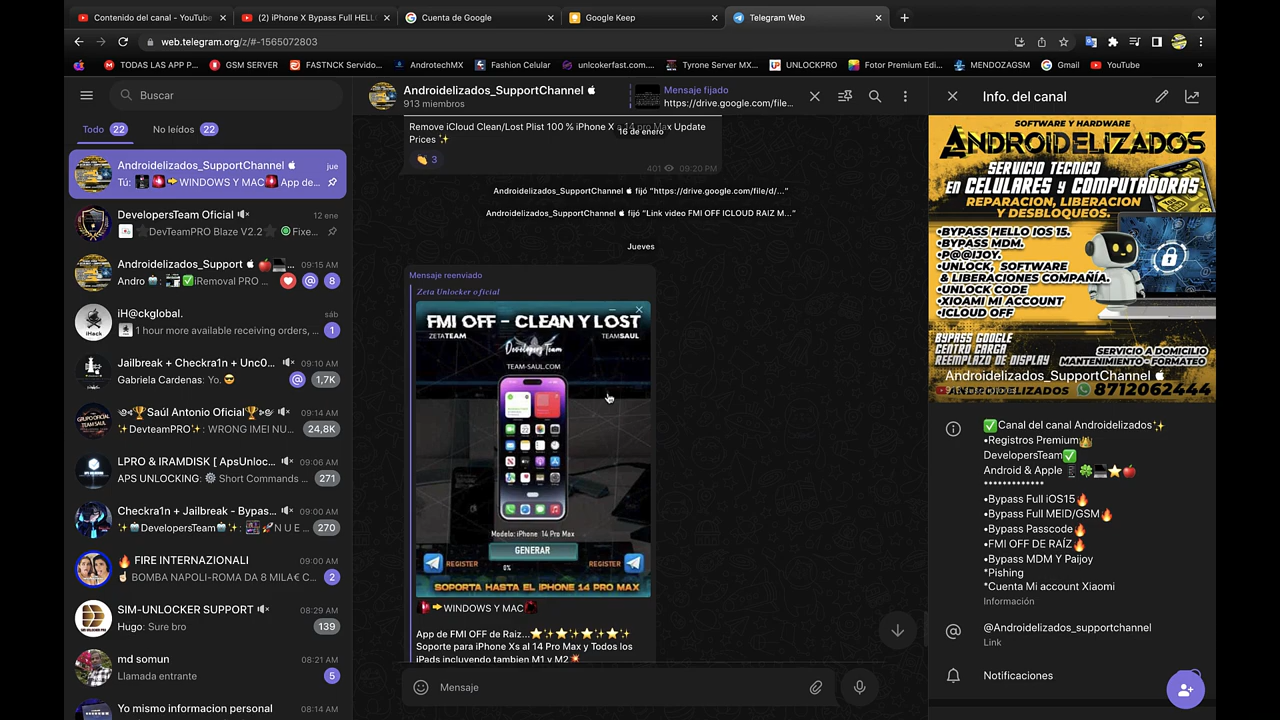 Contenido del canal - YouTube
(2) iPhone X Bypass Full HELL
Cuenta de Google
Google Keep
Telegram Web
web.telegram.org/z/#-1565072803
TODAS LAS APP P...
GSM SERVER
FASTNCK Servido...
AndrotechMX
Fashion Celular
unlcokerfast.com....
Tyrone Server MX...
UNLOCKPRO
Fotor Premium Edi...
MENDOZAGSM
Gmail
YouTube
»
Buscar
Todo 22
No leídos 22
Androidelizados_SupportChannel
jue
Tú: WINDOWS Y MAC App de...
DevelopersTeam Oficial
12 ene
DevTeamPRO Blaze V2.2 Fixe...
Androidelizados_Support ...
09:15 AM
Andro : iRemoval PRO ...
@ 8
iH@ckglobal.
sáb
1 hour more available receiving orders, ...
1
Jailbreak + Checkra1n + Unc0...
09:10 AM
Gabriela Cardenas: Yo.
@ 1,7K
Saúl Antonio Oficial
09:14 AM
DevteamPRO : WRONG IMEI NU...
24,8K
LPRO & IRAMDISK [ ApsUnloc...
09:06 AM
APS UNLOCKING: Short Commands ...
271
Checkra1n + Jailbreak - Bypas...
09:00 AM
DevelopersTeam : N U E ...
270
FIRE INTERNAZIONALI
09:00 AM
BOMBA NAPOLI-ROMA DA 8 MILA€ C...
2
SIM-UNLOCKER SUPPORT
08:29 AM
Hugo: Sure bro
139
md somun
08:21 AM
Llamada entrante
5
Yo mismo informacion personal
08:14 AM
Androidelizados_SupportChannel
913 miembros
Mensaje fijado
https://drive.google.com/file...
Remove iCloud Clean/Lost Plist 100 % iPhone X a 14 pro Max Update
Prices
16 de enero
3
401 09:20 PM
Androidelizados_SupportChannel fijó "https://drive.google.com/file/d/..."
Androidelizados_SupportChannel fijó "Link video FMI OFF ICLOUD RAIZ M..."
Jueves
Mensaje reenviado
Zeta Unlocker oficial
FMI OFF - CLEAN Y LOST
ZETATEAM
TEAMSAUL
Developers Team
TEAM-SAUL.COM
Modelo: iPhone 14 Pro Max
GENERAR
REGISTER
0%
REGISTER
SOPORTA HASTA EL IPHONE 14 PRO MAX
WINDOWS Y MAC
App de FMI OFF de Raiz...
Soporte para iPhone Xs al 14 Pro Max y Todos los
iPads incluyendo tambien M1 y M2
Mensaje
Info. del canal
SOFTWARE Y HARDWARE
ANDROIDELIZADOS
SERVICIO TECNICO
EN CELULARES y COMPUTADORAS
REPARACION, LIBERACION
Y DESBLOQUEOS.
•BYPASS HELLO IOS 15.
•BYPASS MDM.
•P@@IJOY.
•UNLOCK, SOFTWARE
& LIBERACIONES COMPAÑÍA.
•UNLOCK CODE
•XIOAMI MI ACCOUNT
•ICLOUD OFF
BYPASS GOOGLE
CENTRO CARGA
REEMPLAZO DE DISPLAY
SERVICIO A DOMICILIO
MANTENIMIENTO - FORMATEO
Androidelizados_SupportChannel
ANDROIDELIZADOS 8712062444
Canal del canal Androidelizados
•Registros Premium
DevelopersTeam
Android & Apple
************
•Bypass Full iOS15
•Bypass Full MEID/GSM
•Bypass Passcode
•FMI OFF DE RAÍZ
•Bypass MDM Y Paijoy
*Pishing
*Cuenta Mi account Xiaomi
Información
@Androidelizados_supportchannel
Link
Notificaciones